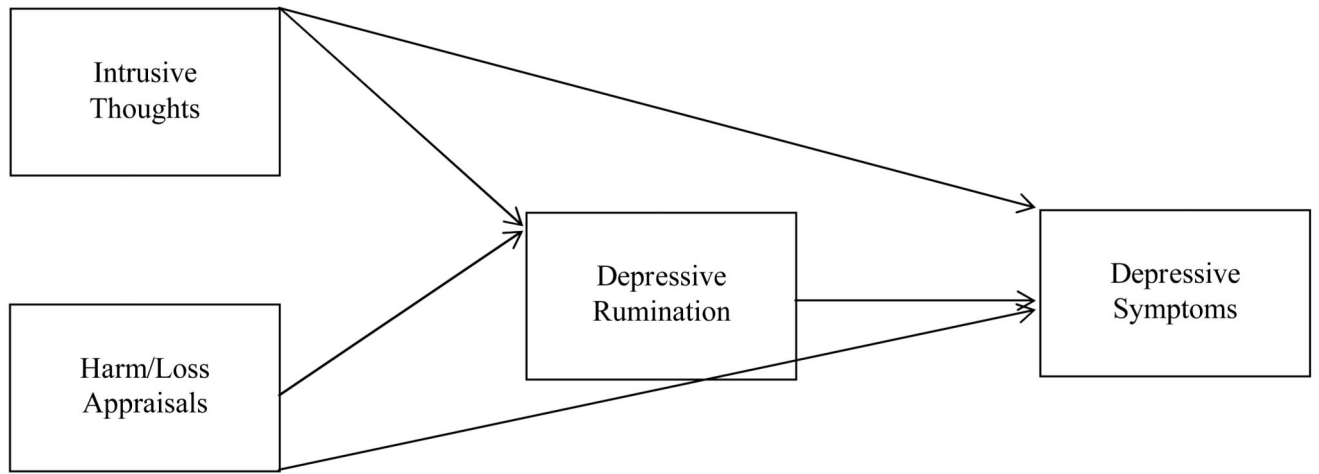 Intrusive
Thoughts
Harm/Loss
Appraisals
Depressive
Rumination
Depressive
Symptoms